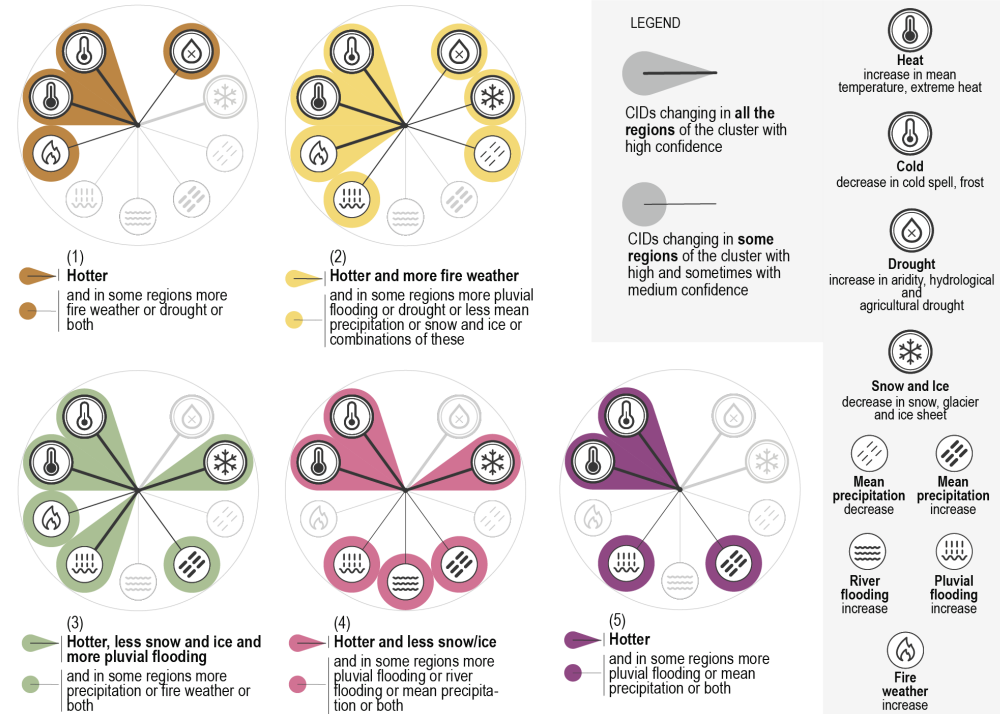 (1)
Hotter
and in some regions more
fire weather or drought or
both
(2)
Hotter and more fire weather
and in some regions more pluvial
flooding or drought or less mean
precipitation or snow and ice or
combinations of these
LEGEND
CIDs changing in all the
regions of the cluster with
high confidence
CIDs changing in some
regions of the cluster with
high and sometimes with
medium confidence
Heat
increase in mean
temperature, extreme heat
Cold
decrease in cold spell, frost
Drought
increase in aridity, hydrological
and
agricultural drought
Snow and Ice
decrease in snow, glacier
and ice sheet
Mean
precipitation
decrease
Mean
precipitation
increase
River
flooding
increase
Pluvial
flooding
increase
Fire
weather
increase
(3)
Hotter, less snow and ice and
more pluvial flooding
and in some regions more
precipitation or fire weather or
both
(4)
Hotter and less snow/ice
and in some regions more
pluvial flooding or river
flooding or mean precipita-
tion or both
(5)
Hotter
and in some regions more
pluvial flooding or mean
precipitation or both